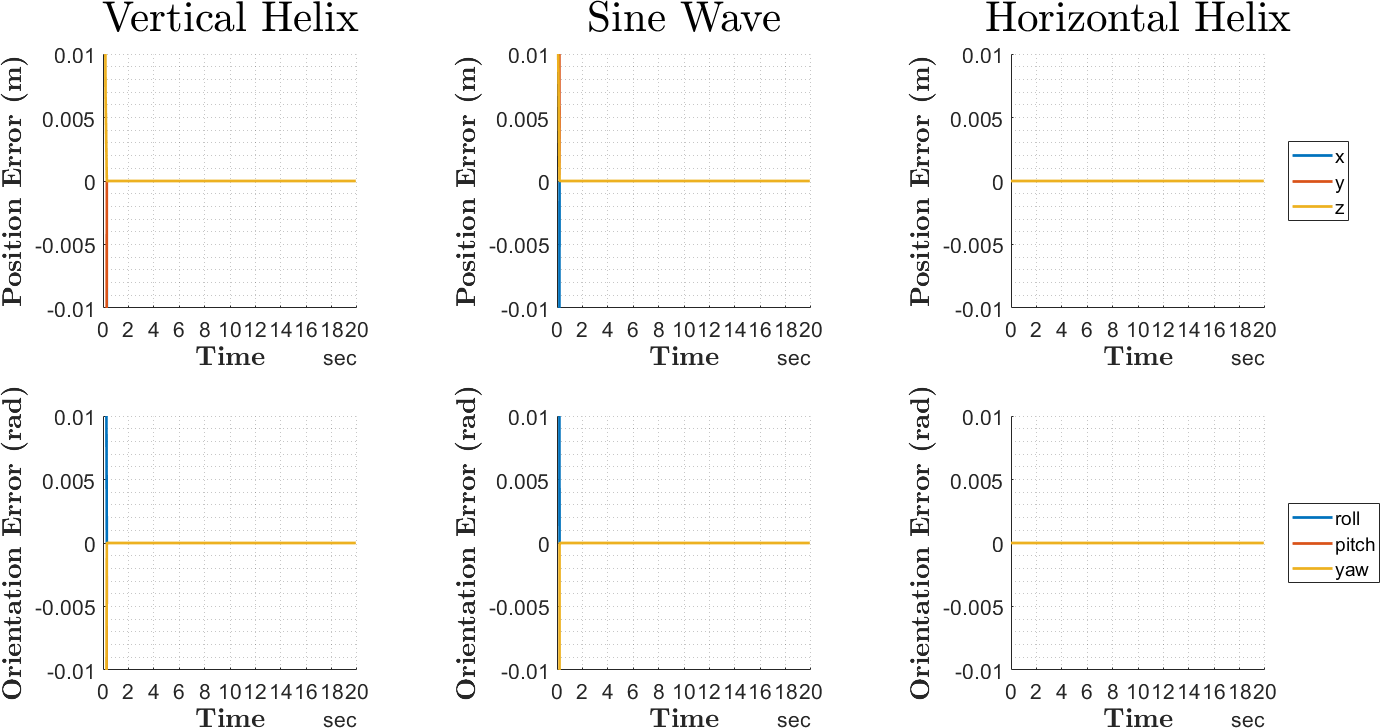 Vertical Helix
Sine Wave
Horizontal Helix
Position Error (m)
0.01
0.005
0
-0.005
-0.01
0 2 4 6 8 10 12 14 16 18 20
Time
sec
Position Error (m)
0.01
0.005
0
-0.005
-0.01
0 2 4 6 8 10 12 14 16 18 20
Time
sec
Position Error (m)
0.01
0.005
0
-0.005
-0.01
0 2 4 6 8 10 12 14 16 18 20
Time
sec
x
y
z
Orientation Error (rad)
0.01
0.005
0
-0.005
-0.01
0 2 4 6 8 10 12 14 16 18 20
Time
sec
Orientation Error (rad)
0.01
0.005
0
-0.005
-0.01
0 2 4 6 8 10 12 14 16 18 20
Time
sec
Orientation Error (rad)
0.01
0.005
0
-0.005
-0.01
0 2 4 6 8 10 12 14 16 18 20
Time
sec
roll
pitch
yaw